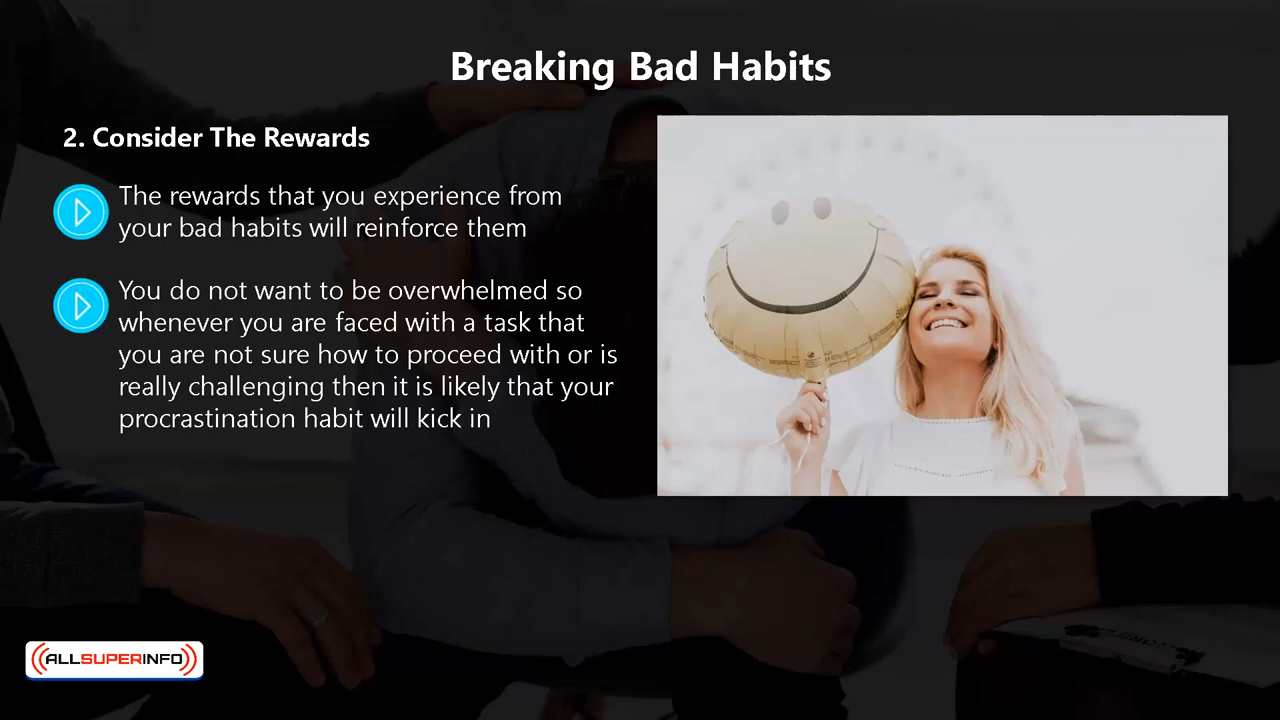 Breaking Bad Habits
2. Consider The Rewards
The rewards that you experience from
your bad habits will reinforce them
You do not want to be overwhelmed so
whenever you are faced with a task that
you are not sure how to proceed with or is
really challenging then it is likely that your
procrastination habit will kick in
ALLSUPERINFO